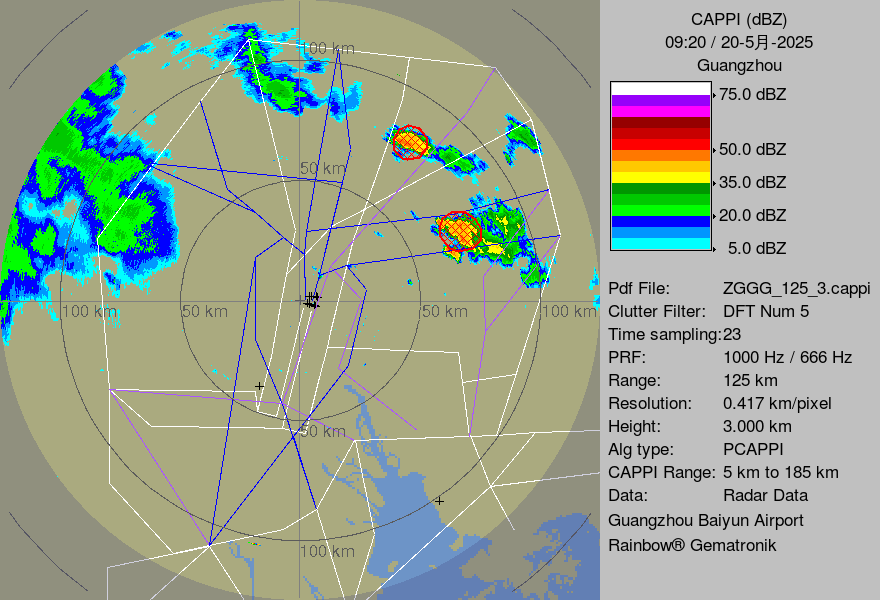 100 km
50 km
100 km
50 km
50 km
100 km
50 km
100 km
CAPPI (dBZ)
09:20 / 20-5月-2025
Guangzhou
75.0 dBZ
50.0 dBZ
35.0 dBZ
20.0 dBZ
5.0 dBZ
Pdf File: ZGGG_125_3.cappi
Clutter Filter: DFT Num 5
Time sampling:23
PRF: 1000 Hz / 666 Hz
Range: 125 km
Resolution: 0.417 km/pixel
Height: 3.000 km
Alg type: PCAPPI
CAPPI Range: 5 km to 185 km
Data: Radar Data
Guangzhou Baiyun Airport
Rainbow® Gematronik